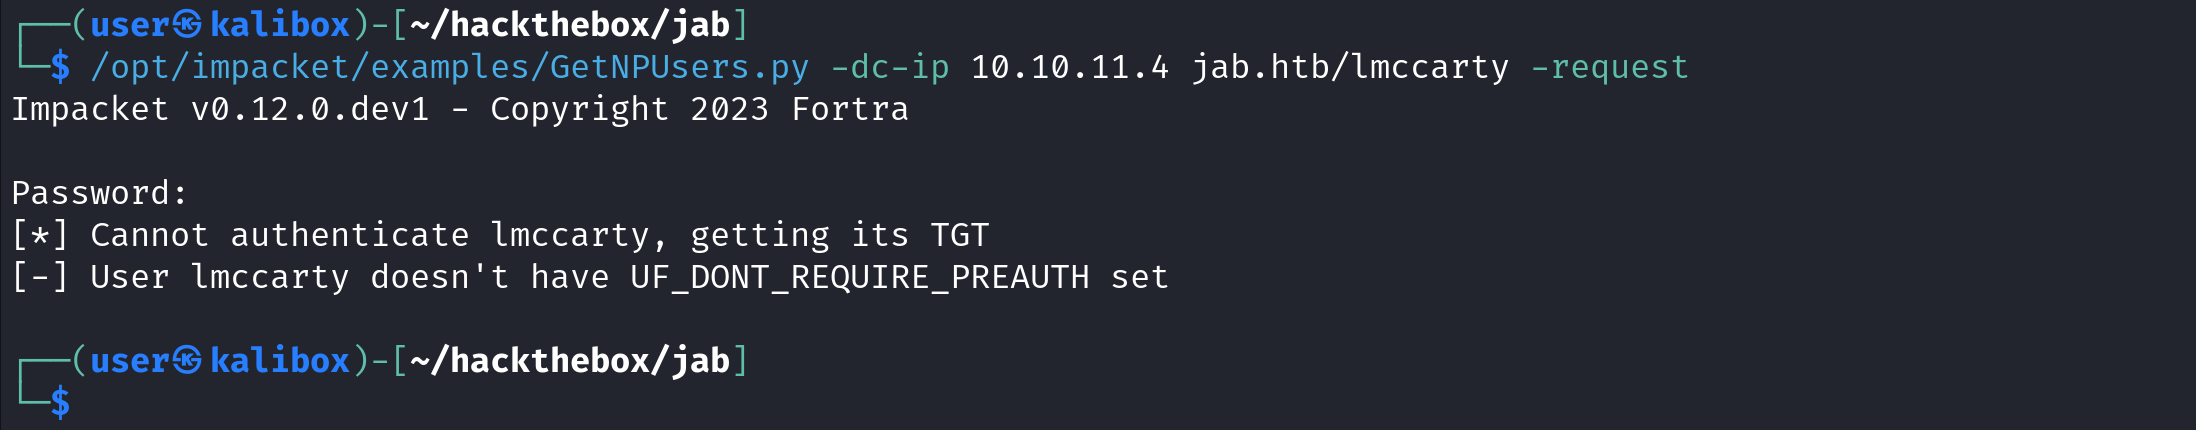 ┌──(user㉿kalibox)-[~/hackthebox/jab]
└─$ /opt/impacket/examples/GetNPUsers.py -dc-ip 10.10.11.4 jab.htb/lmccarty -request
Impacket v0.12.0.dev1 - Copyright 2023 Fortra
Password:
[*] Cannot authenticate lmccarty, getting its TGT
[-] User lmccarty doesn't have UF_DONT_REQUIRE_PREAUTH set
┌──(user㉿kalibox)-[~/hackthebox/jab]
└─$